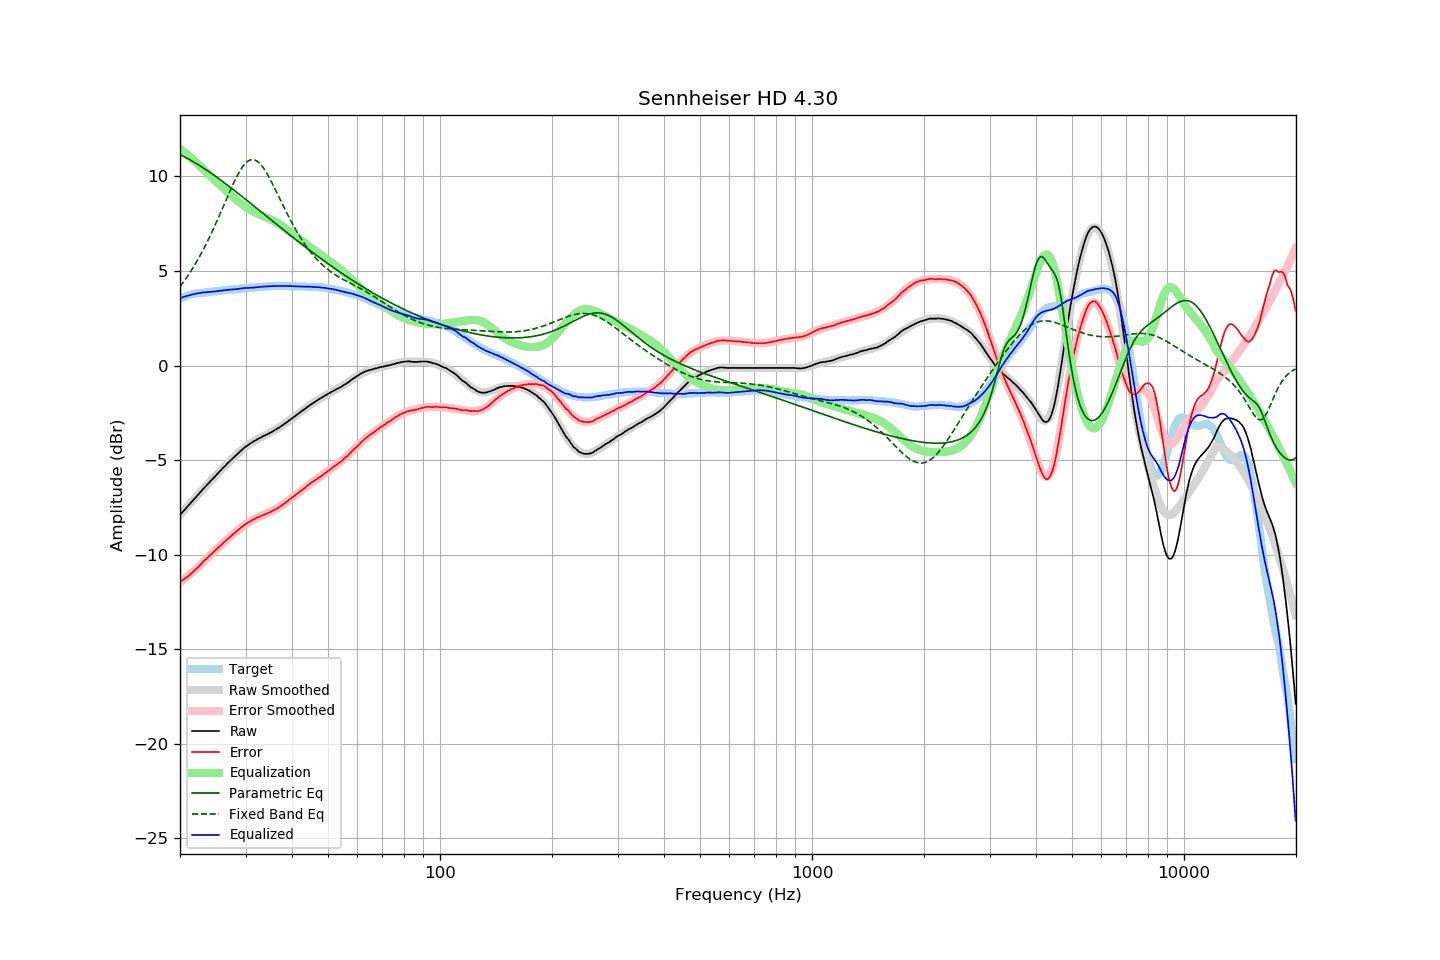 Sennheiser HD 4.30
Amplitude (dBr)
10
5
0
−5
−10
−15
−20
−25
Target
Raw Smoothed
Error Smoothed
Raw
Error
Equalization
Parametric Eq
Fixed Band Eq
Equalized
100
1000
10000
Frequency (Hz)